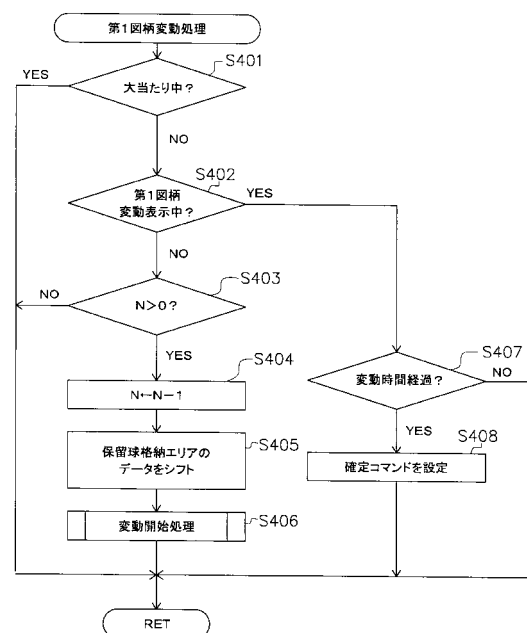 第1図柄変動処理
S401
YES
大当たり中?
NO
S402
YES
第1図柄
変動表示中?
NO
S403
NO
N>0?
YES
S404
N←N-1
S407
変動時間経過?
NO
YES
S405
保留球格納エリアの
データをシフト
S408
確定コマンドを設定
S406
変動開始処理
RET